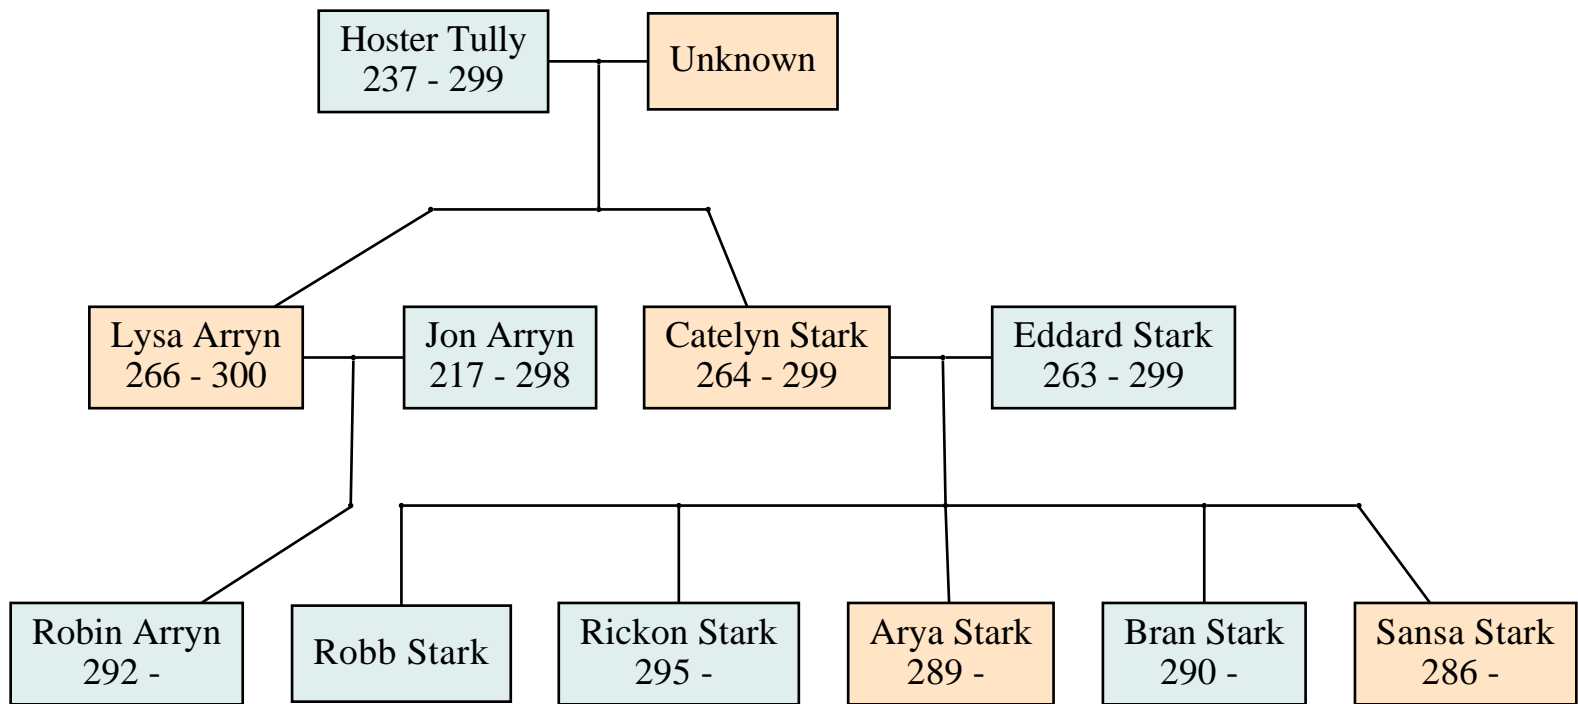 Hoster Tully
237 - 299
Unknown
Lysa Arryn
266 - 300
Jon Arryn
217 - 298
Catelyn Stark
264 - 299
Eddard Stark
263 - 299
Robin Arryn
292 -
Robb Stark
Rickon Stark
295 -
Arya Stark
289 -
Bran Stark
290 -
Sansa Stark
286 -